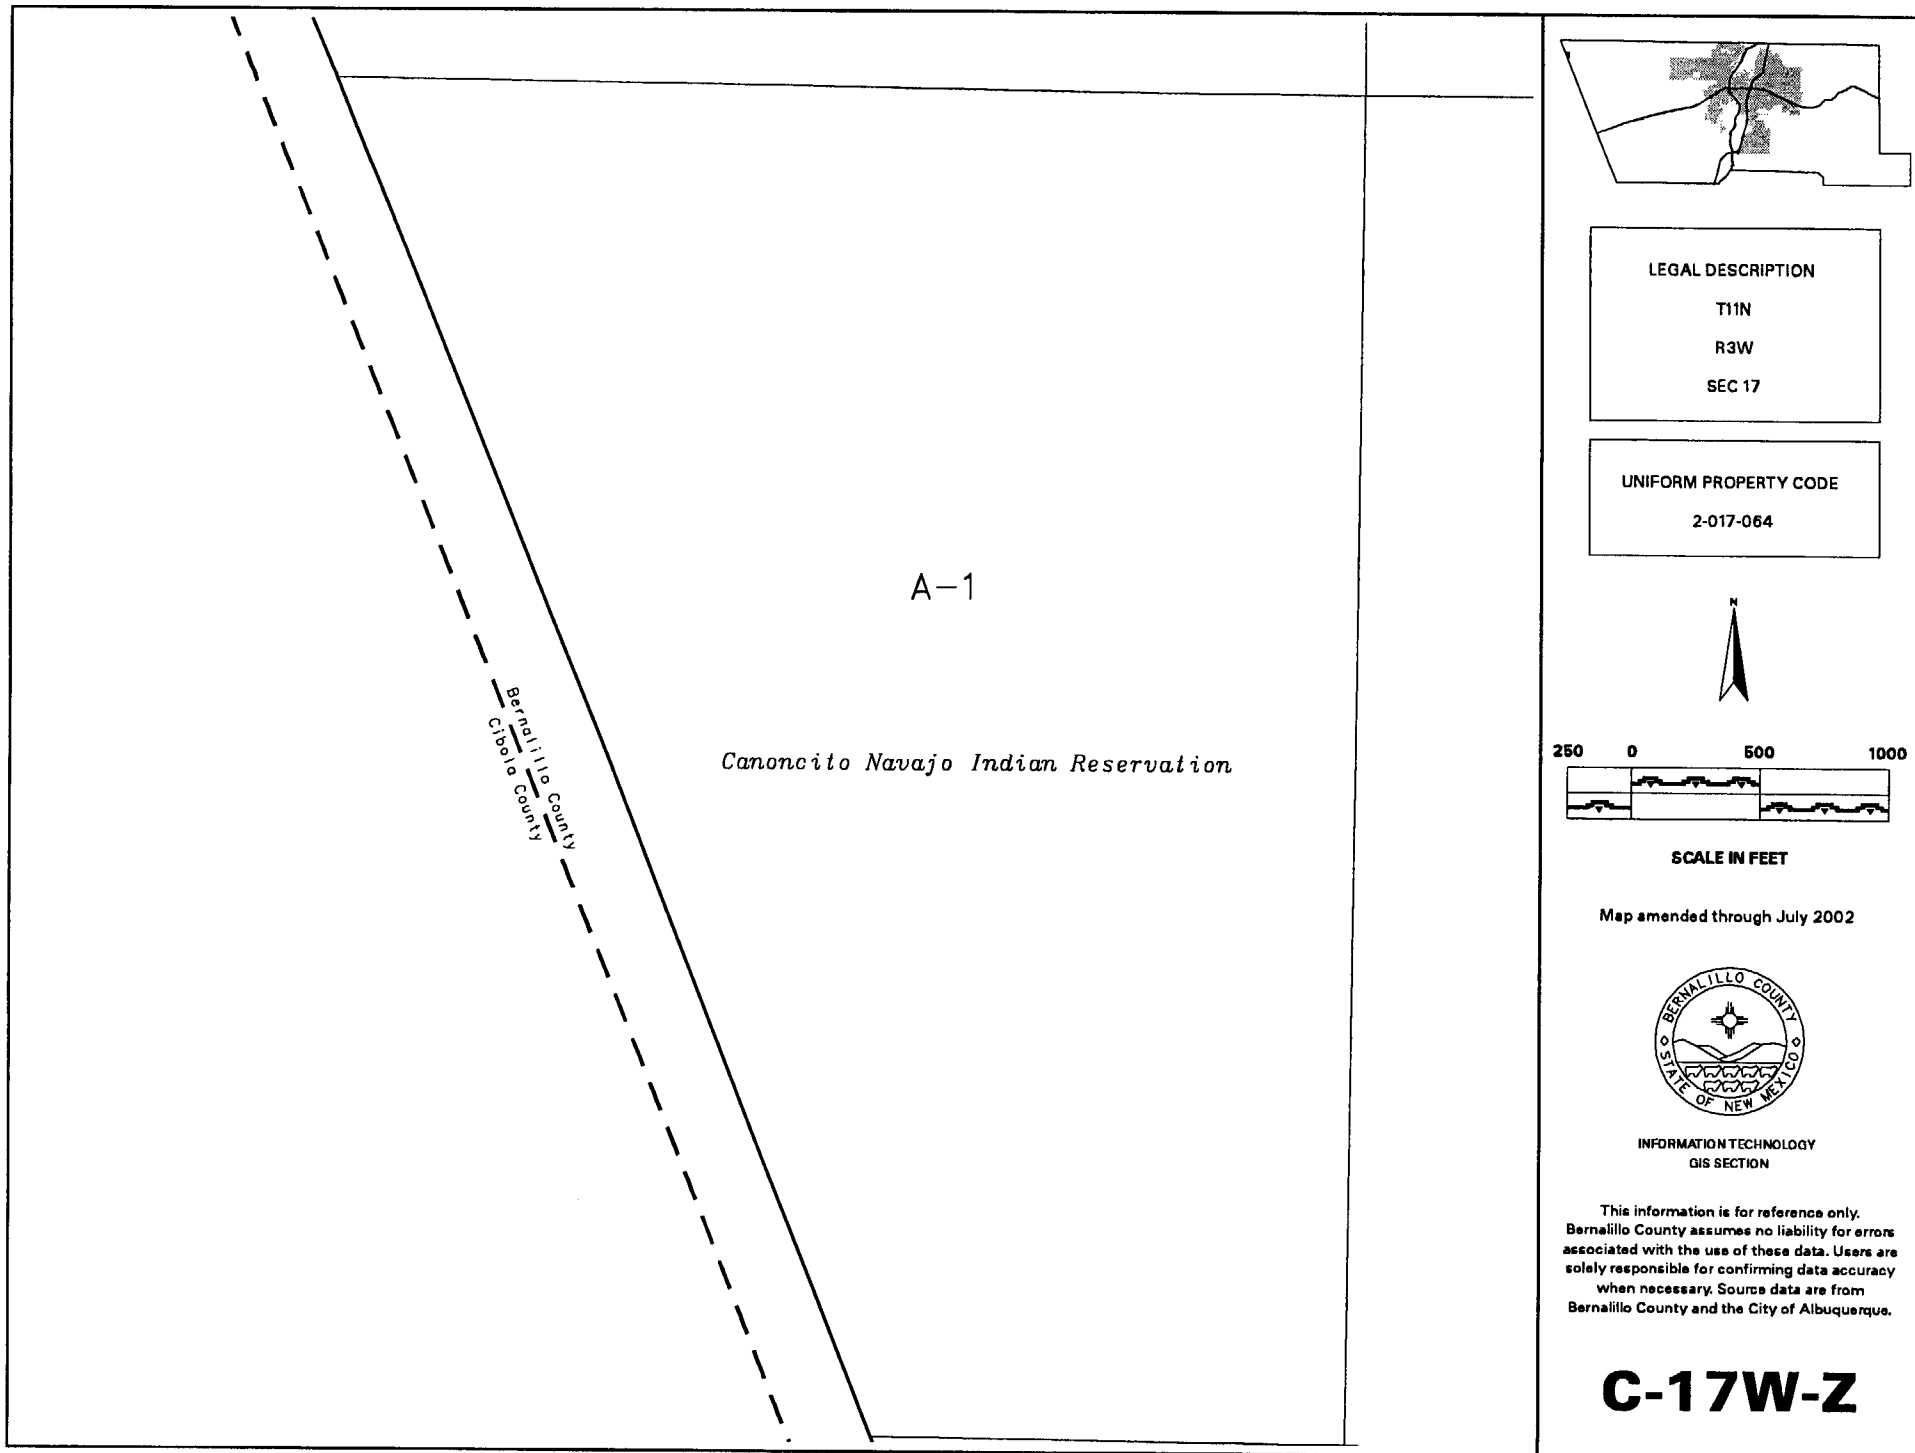 A-1
Canoncito Navajo Indian Reservation
Bernalillo County
Cibola County
LEGAL DESCRIPTION
T11N
R3W
SEC 17
UNIFORM PROPERTY CODE
2-017-064
N
250 0 500 1000
SCALE IN FEET
Map amended through July 2002
BERNALILLO COUNTY
STATE OF NEW MEXICO
INFORMATION TECHNOLOGY
GIS SECTION
This information is for reference only.
Bernalillo County assumes no liability for errors
associated with the use of these data. Users are
solely responsible for confirming data accuracy
when necessary. Source data are from
Bernalillo County and the City of Albuquerque.
C-17W-Z